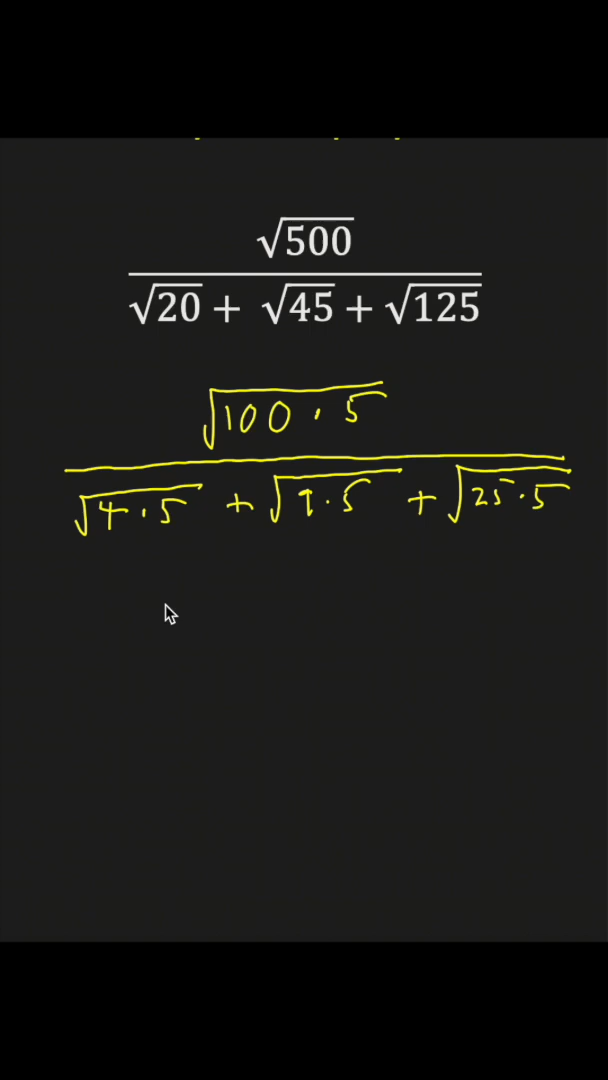 √500
√20 + √45 + √125
√100 · 5
√4 · 5 + √9 · 5 + √25 · 5